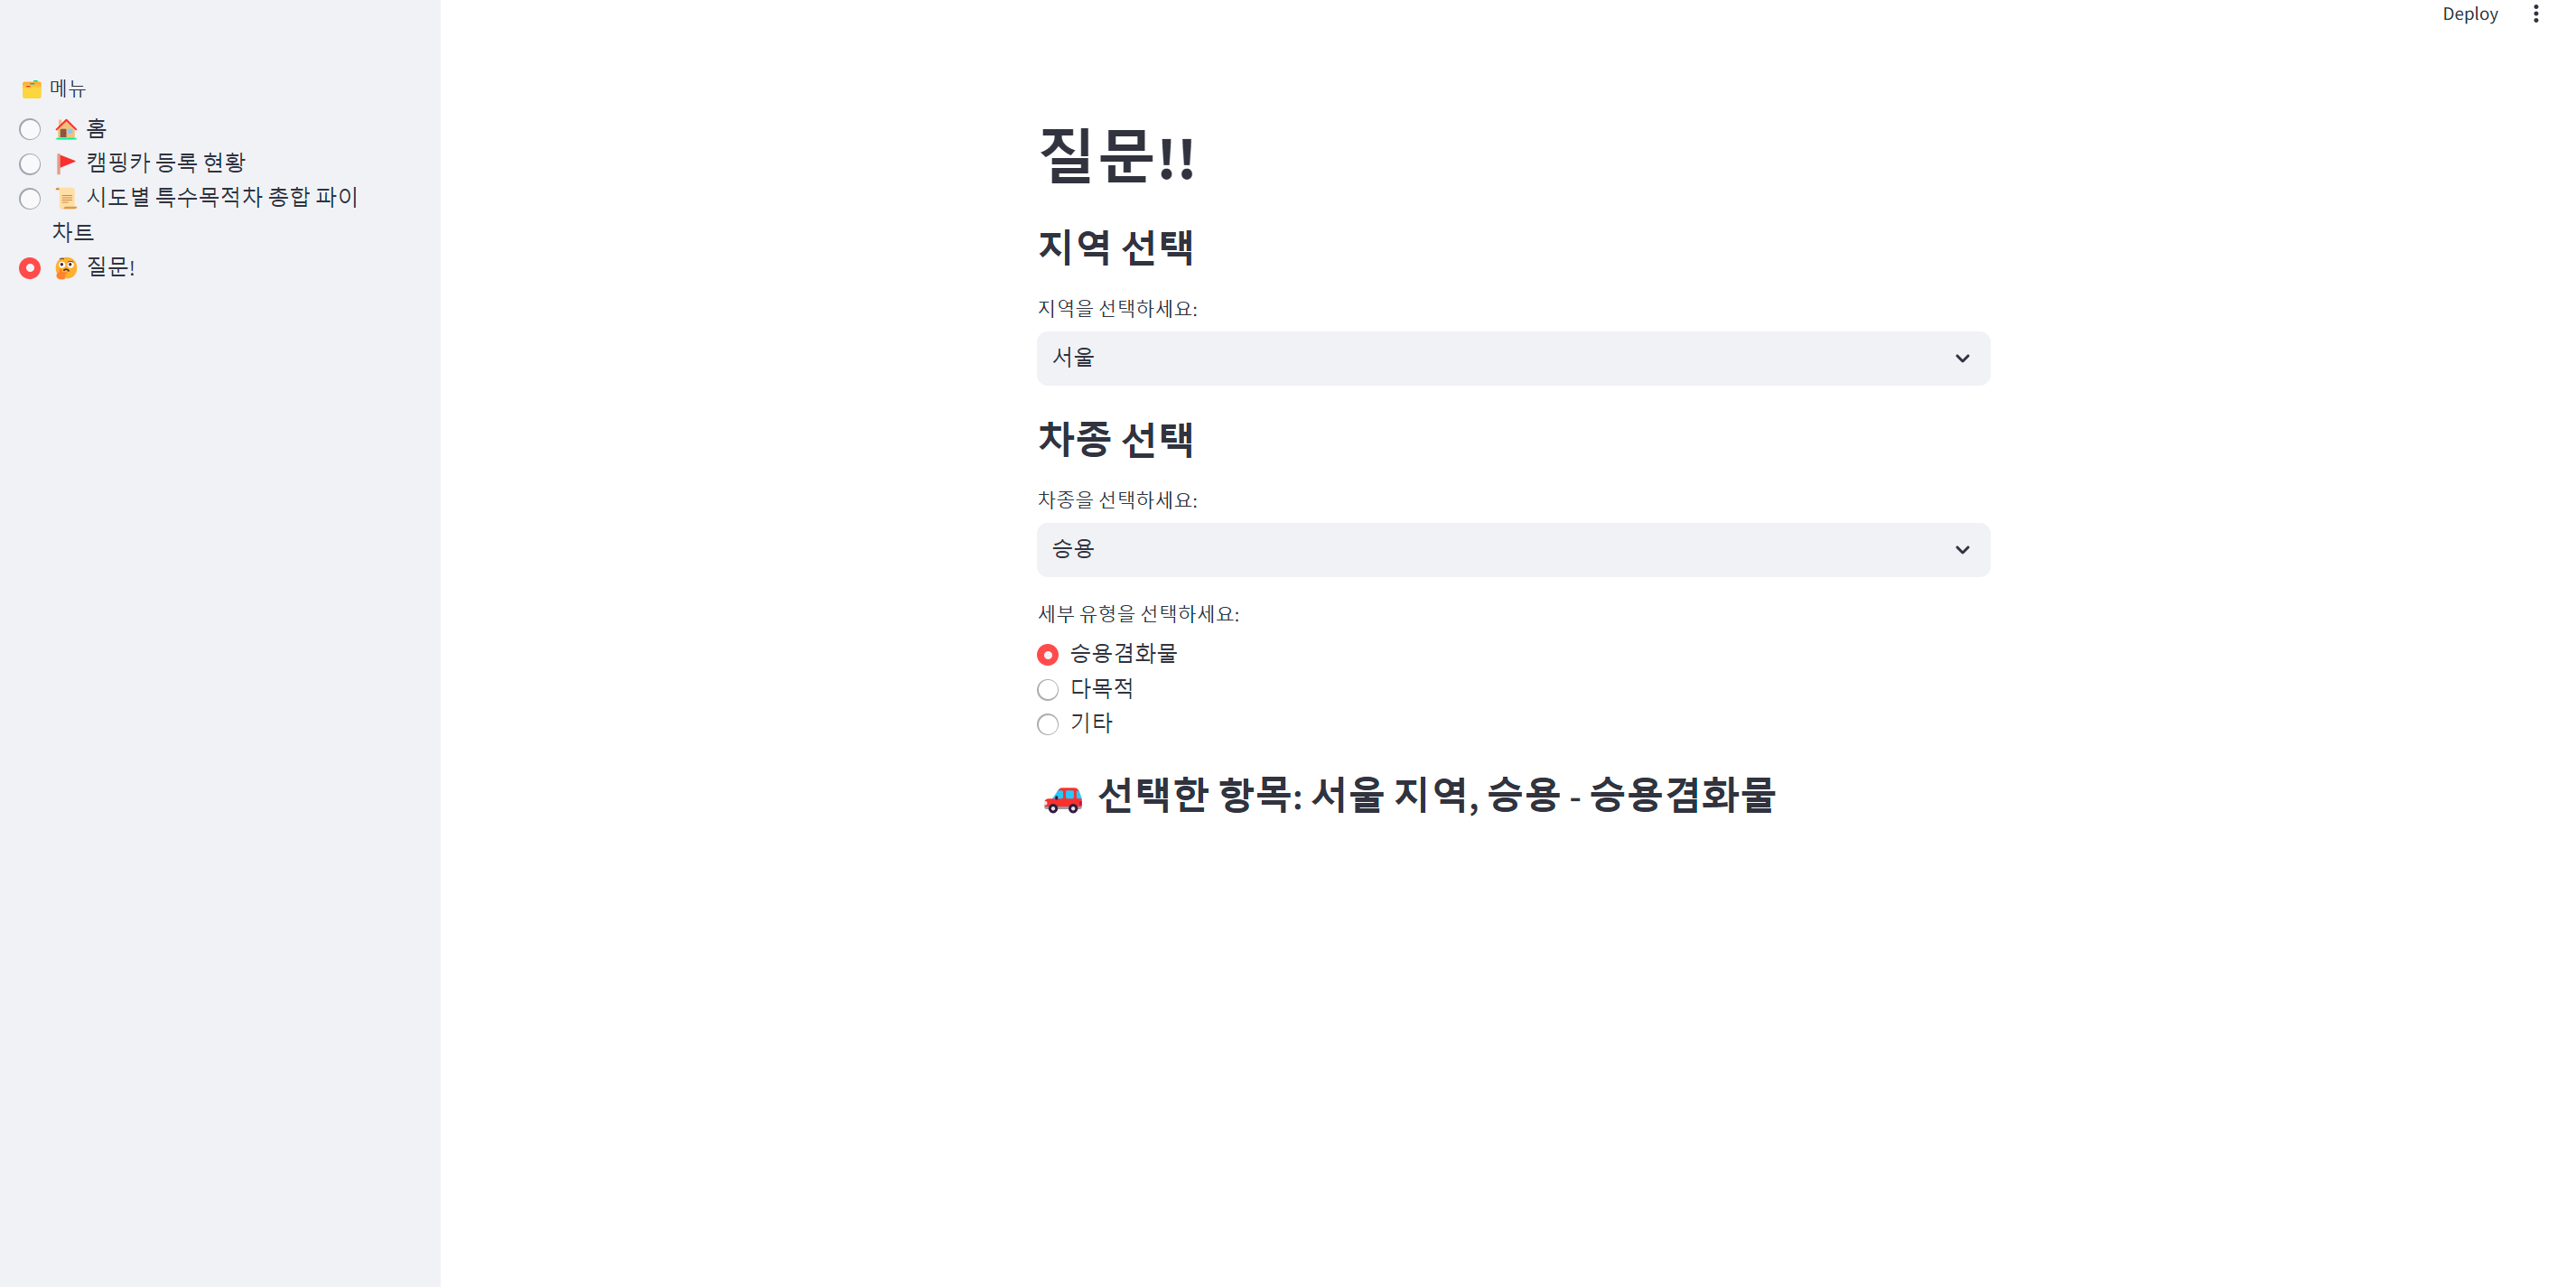 Deploy
🗂️ 메뉴
🏠 홈
🚩 캠핑카 등록 현황
📜 시도별 특수목적차 총합 파이
차트
🤔 질문!
질문!!
지역 선택
지역을 선택하세요:
서울
차종 선택
차종을 선택하세요:
승용
세부 유형을 선택하세요:
승용겸화물
다목적
기타
🚗 선택한 항목: 서울 지역, 승용 - 승용겸화물